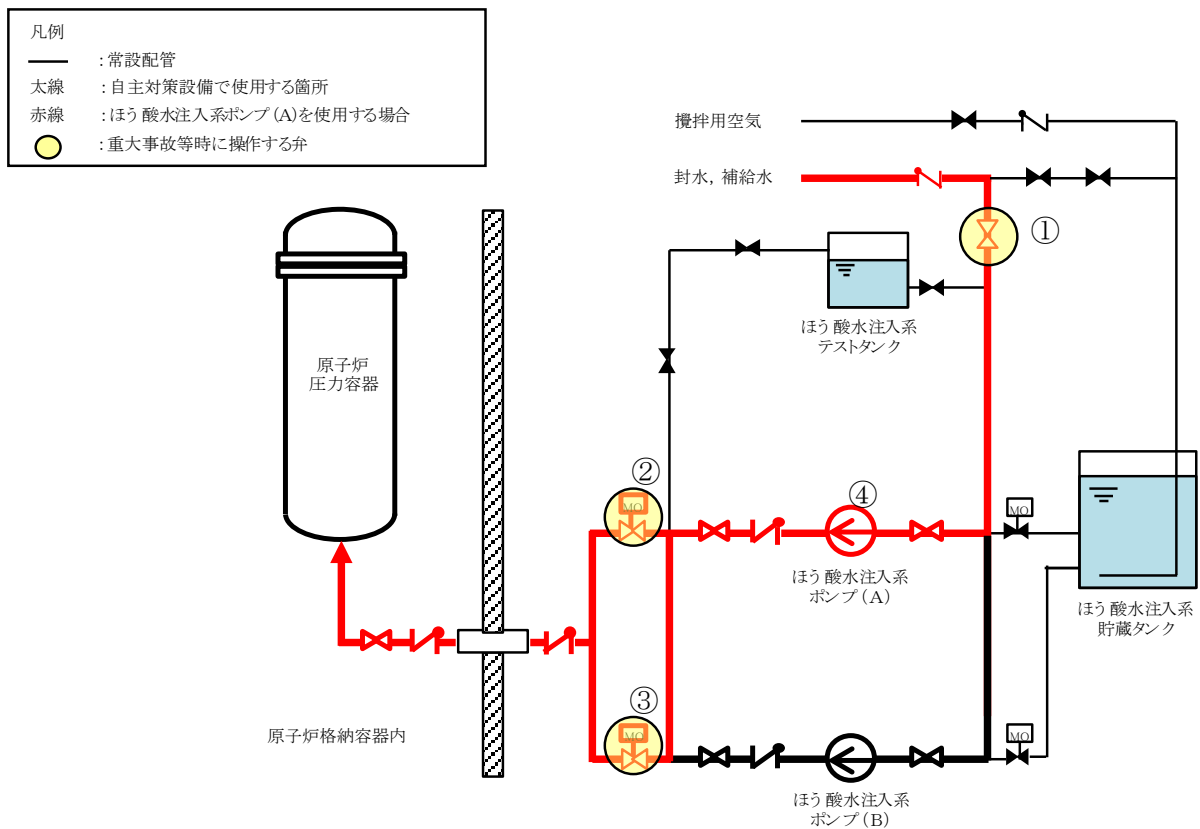 凡例
：常設配管
太線 ：自主対策設備で使用する箇所
赤線 ：ほう酸水注入系ポンプ(A)を使用する場合
：重大事故等時に操作する弁
攪拌用空気
封水，補給水
①
ほう酸水注入系
テストタンク
原子炉
圧力容器
②
MO
④
MO
ほう酸水注入系
ポンプ(A)
ほう酸水注入系
貯蔵タンク
③
MO
MO
原子炉格納容器内
ほう酸水注入系
ポンプ(B)